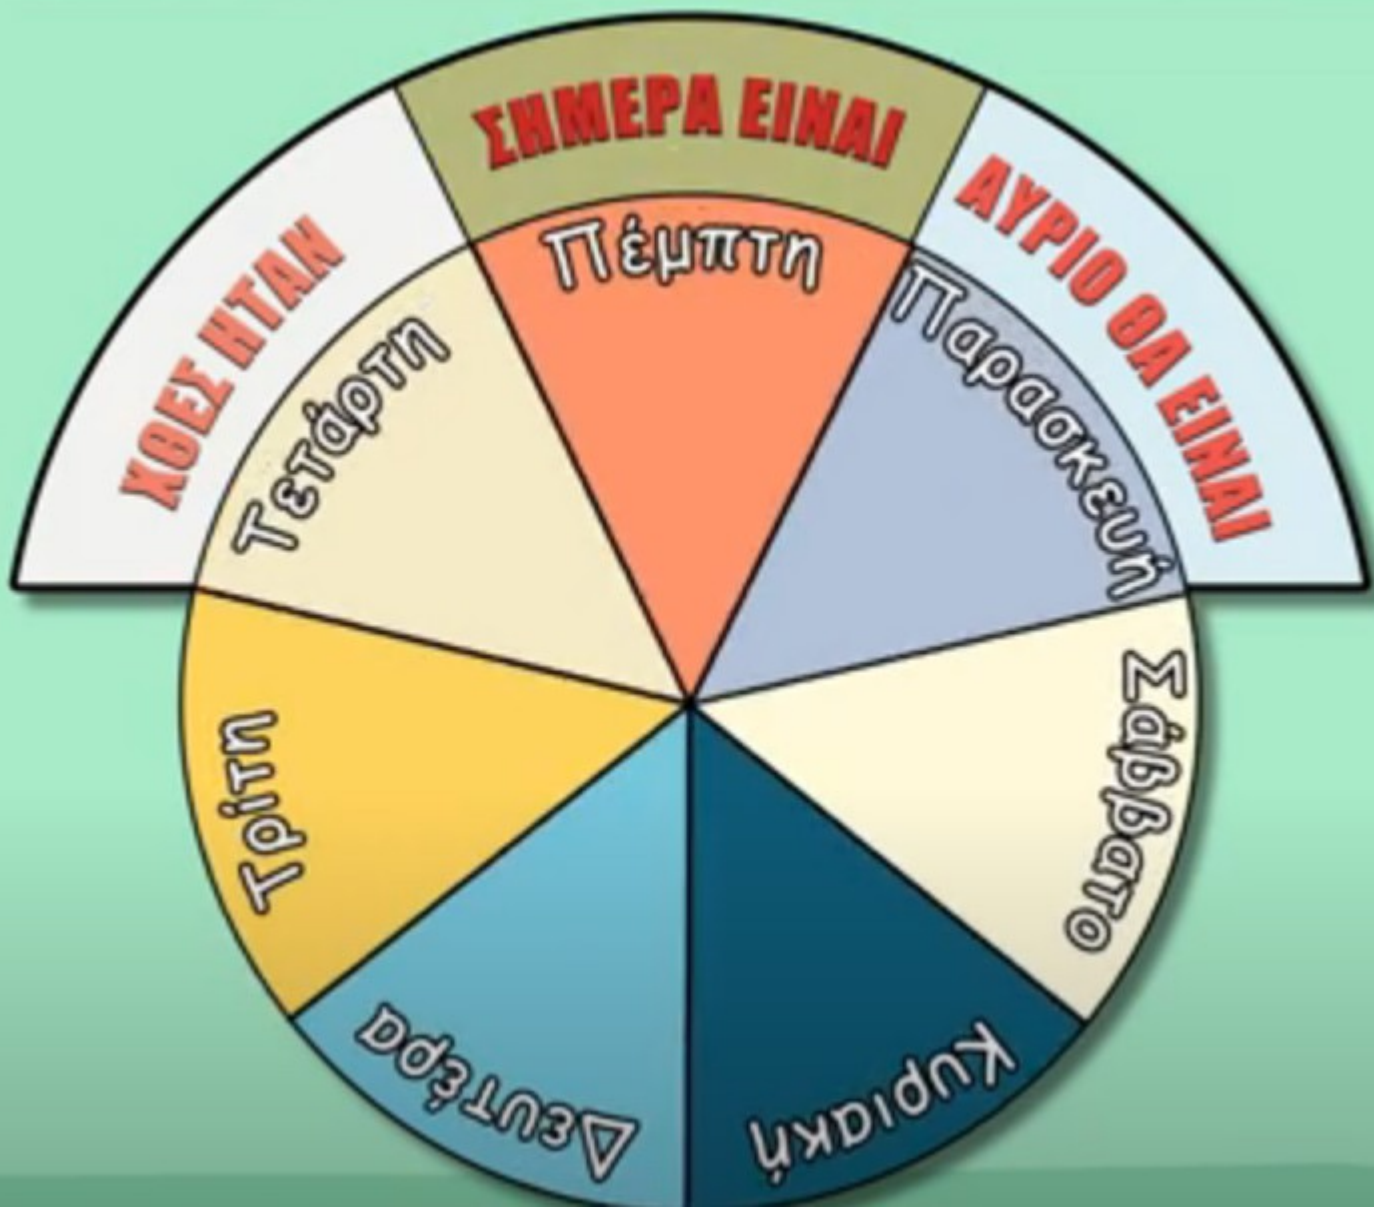 ΧΘΕΣ ΗΤΑΝ
ΣΗΜΕΡΑ ΕΙΝΑΙ
ΑΥΡΙΟ ΘΑ ΕΙΝΑΙ
Τετάρτη
Πέμπτη
Παρασκευή
Σάββατο
Κυριακή
Δευτέρα
Τρίτη